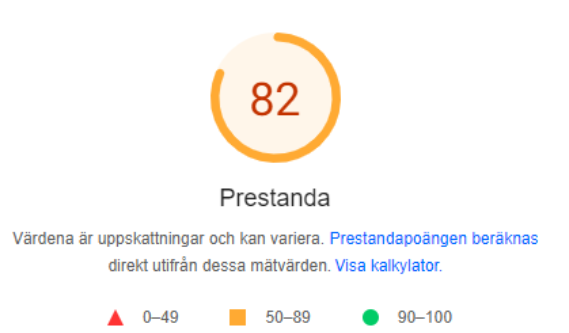 82
Prestanda
Värdena är uppskattningar och kan variera. Prestandapoängen beräknas
direkt utifrån dessa mätvärden. Visa kalkylator.
0–49 50–89 90–100